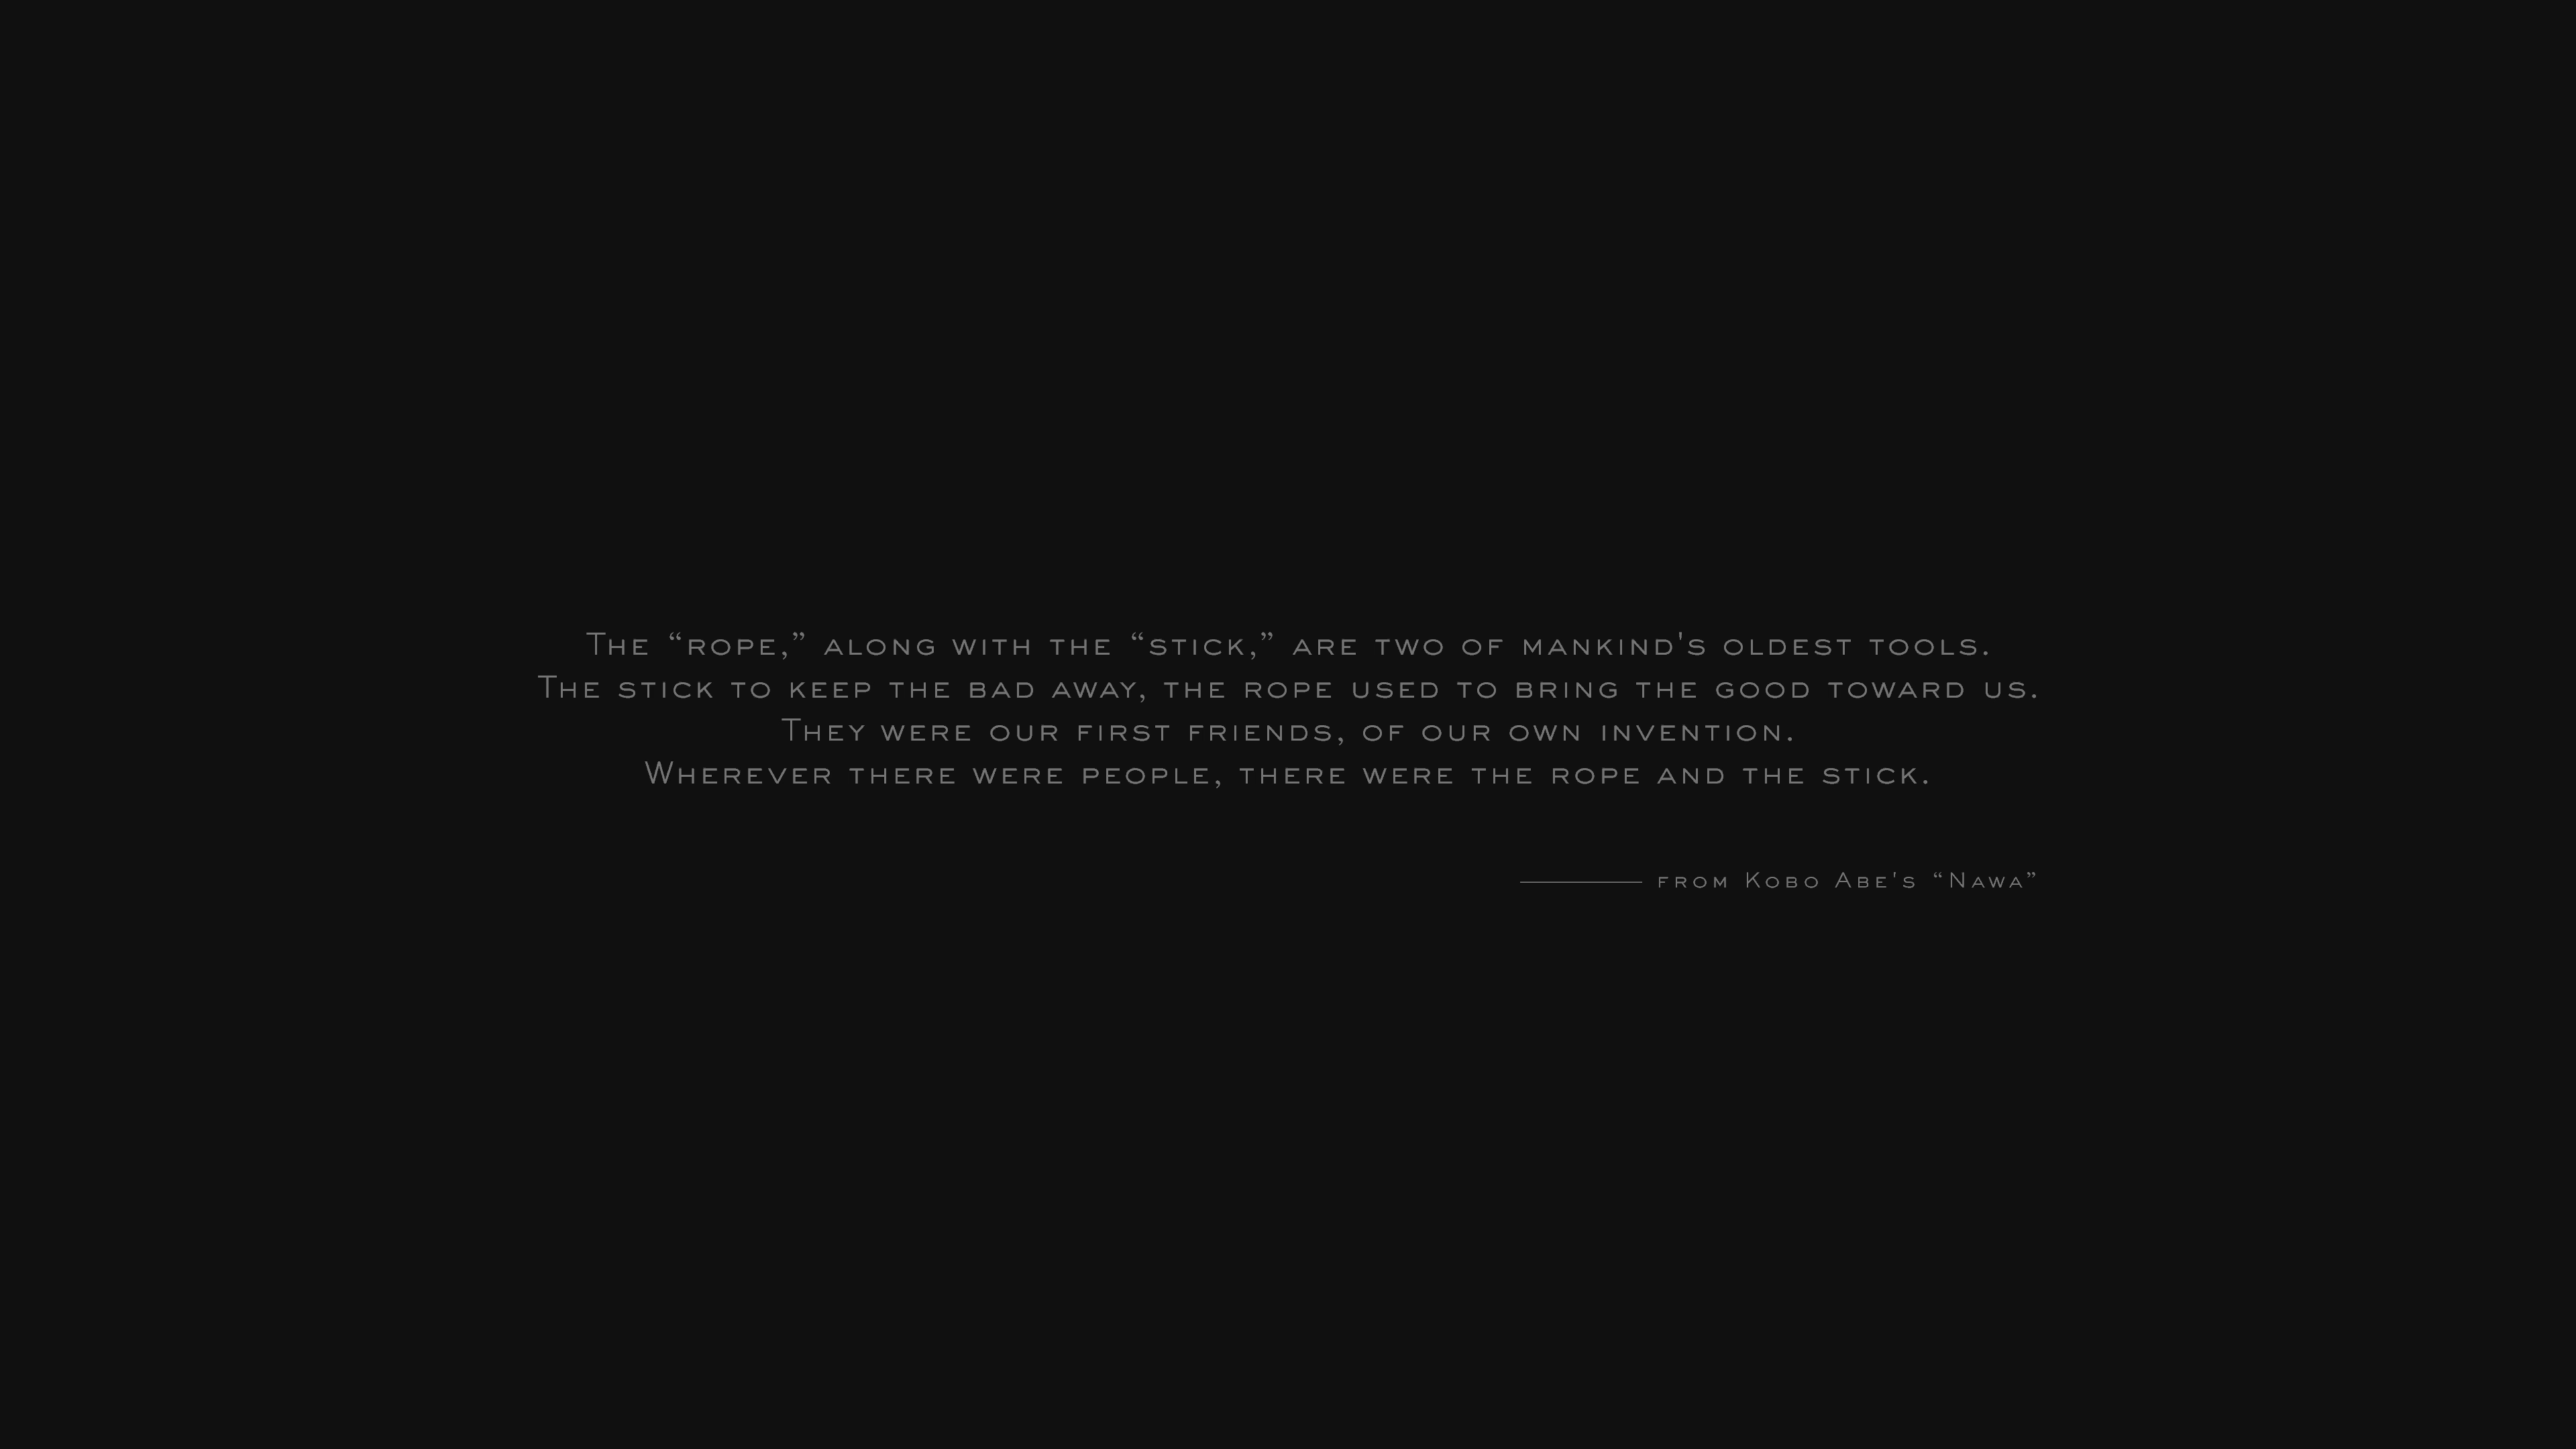 The “rope,” along with the “stick,” are two of mankind's oldest tools.
The stick to keep the bad away, the rope used to bring the good toward us.
They were our first friends, of our own invention.
Wherever there were people, there were the rope and the stick.
——— from Kobo Abe's “Nawa”